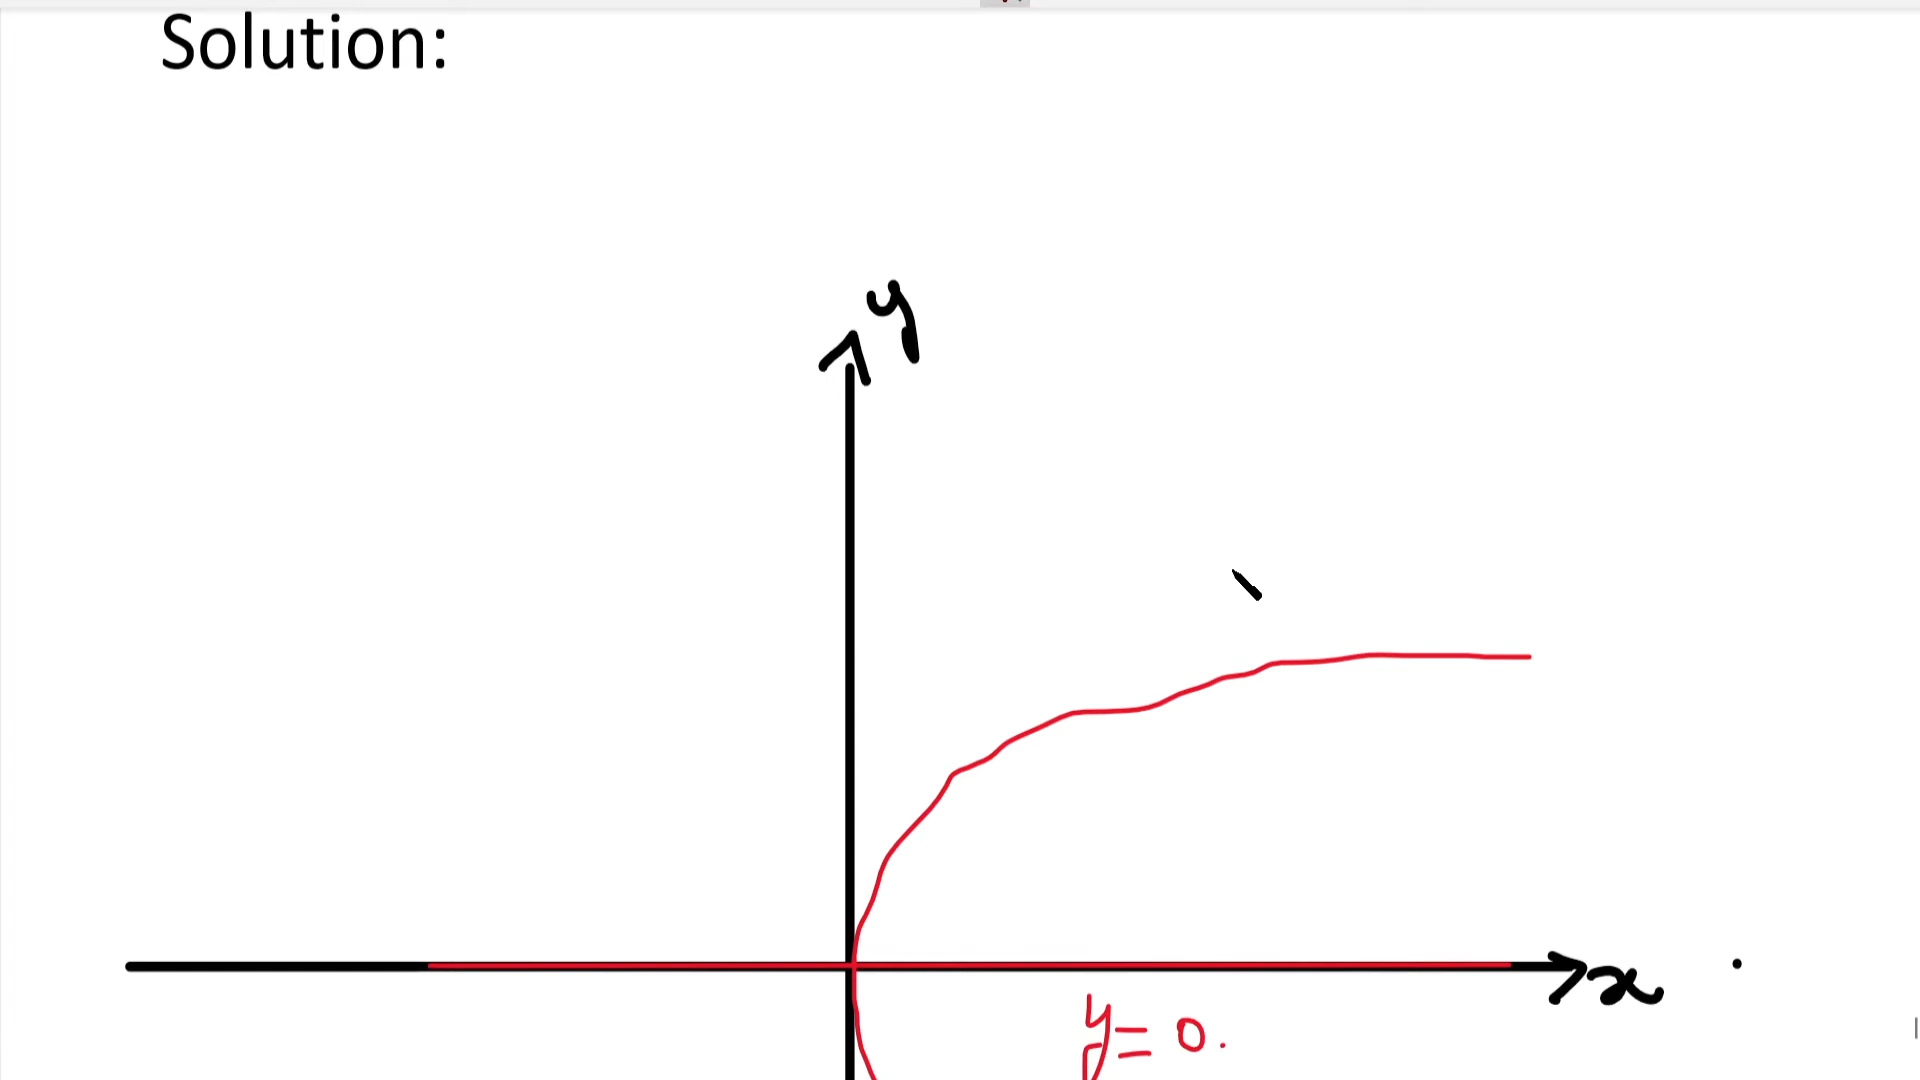 Solution:
y
x
y = 0.